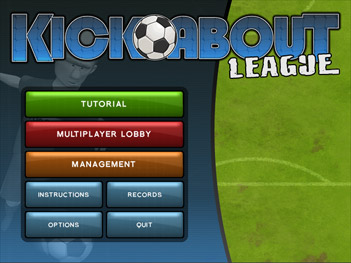 KICKABOUT
LEAGUE
TUTORIAL
MULTIPLAYER LOBBY
MANAGEMENT
INSTRUCTIONS
RECORDS
OPTIONS
QUIT